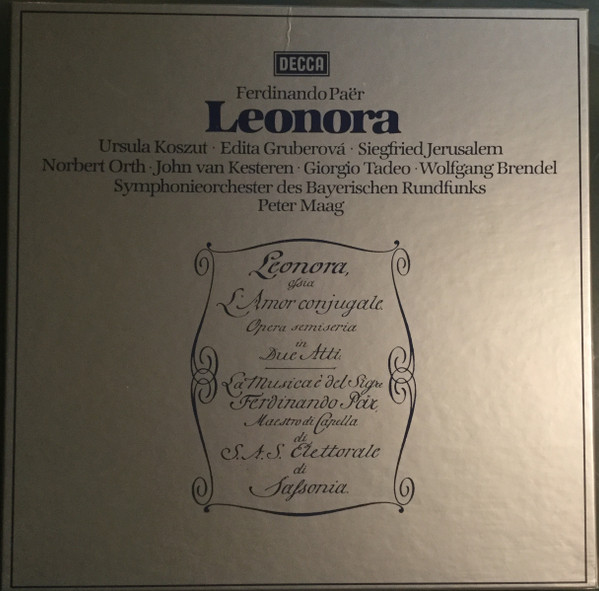 DECCA
Ferdinando Paër
Leonora
Ursula Koszut · Edita Gruberová · Siegfried Jerusalem
Norbert Orth · John van Kesteren · Giorgio Tadeo · Wolfgang Brendel
Symphonieorchester des Bayerischen Rundfunks
Peter Maag
Leonora,
ossia
L'Amor conjugale.
Opera semiseria
in
Due Atti.
La Musica è del Sigre
Ferdinando Pär,
Maestro di Capella
di
S.A.S. Elettorale
di
Saſsonia.